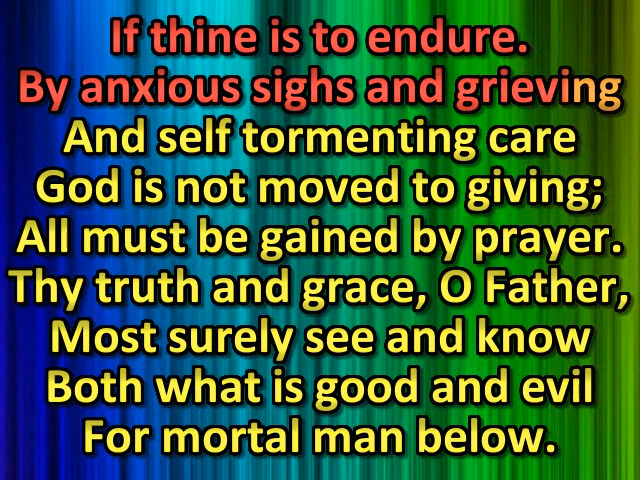 If thine is to endure.
By anxious sighs and grieving
And self tormenting care
God is not moved to giving;
All must be gained by prayer.
Thy truth and grace, O Father,
Most surely see and know
Both what is good and evil
For mortal man below.